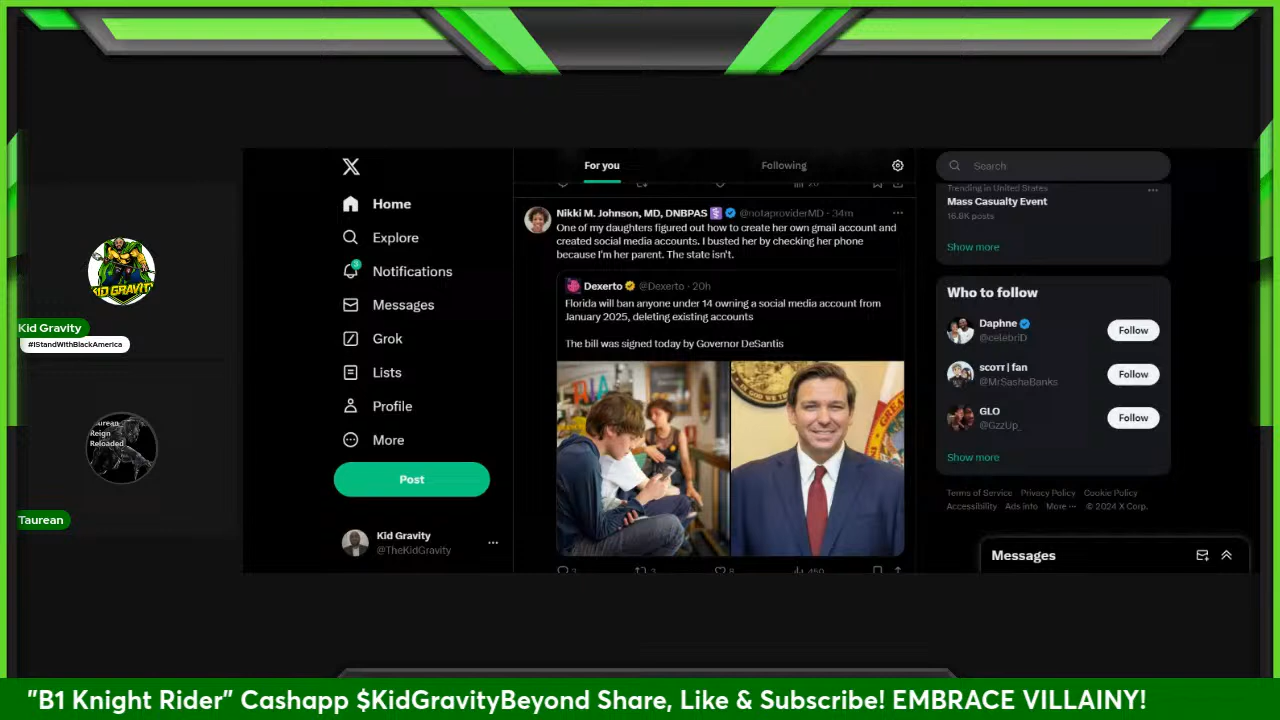 For you
Following
Search
Home
Explore
3
Notifications
Messages
Grok
Lists
Profile
More
Post
Kid Gravity
@TheKidGravity
Nikki M. Johnson, MD, DNBPAS @notaproviderMD · 34m
One of my daughters figured out how to create her own gmail account and
created social media accounts. I busted her by checking her phone
because I'm her parent. The state isn't.
Dexerto @Dexerto · 20h
Florida will ban anyone under 14 owning a social media account from
January 2025, deleting existing accounts
The bill was signed today by Governor DeSantis
3 3 8 450
Trending in United States
Mass Casualty Event
16.8K posts
Show more
Who to follow
Daphne
@celebriD
Follow
scott | fan
@MrSashaBanks
Follow
GLO
@GzzUp_
Follow
Show more
Terms of Service Privacy Policy Cookie Policy
Accessibility Ads info More ··· © 2024 X Corp.
Messages
KID GRAVITY
Kid Gravity
#IStandWithBlackAmerica
Taurean
Reign
Reloaded
Taurean
"B1 Knight Rider" Cashapp $KidGravityBeyond Share, Like & Subscribe! EMBRACE VILLAINY!